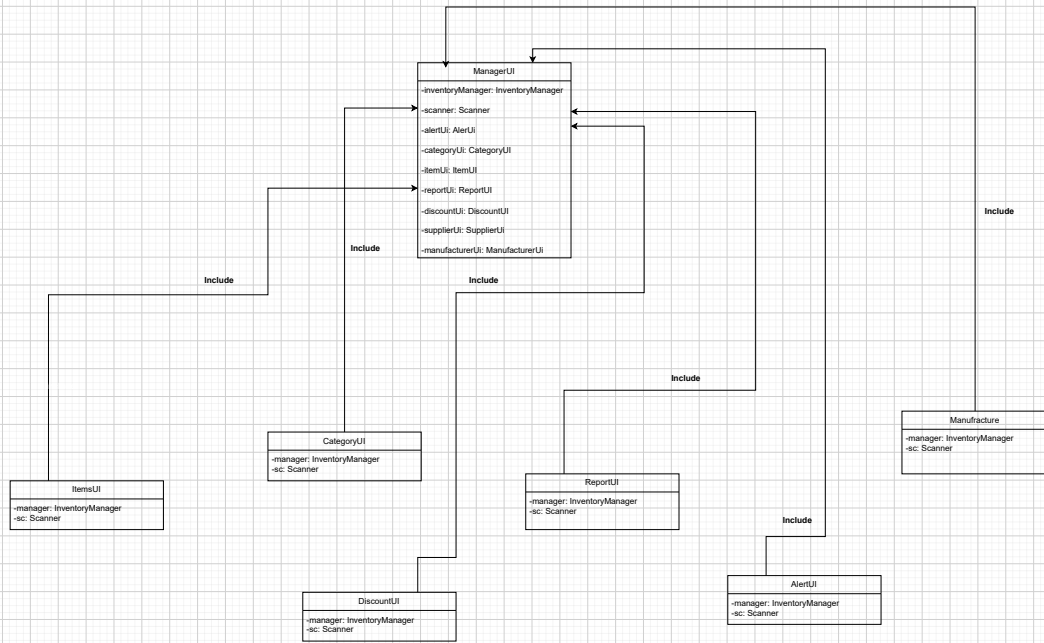 ManagerUI
-inventoryManager: InventoryManager
-scanner: Scanner
-alertUi: AlerUi
-categoryUi: CategoryUI
-itemUi: ItemUI
-reportUi: ReportUI
-discountUi: DiscountUI
-supplierUi: SupplierUi
-manufacturerUi: ManufacturerUi
Include
Include
Include
Include
Include
Manufracture
-manager: InventoryManager
-sc: Scanner
CategoryUI
-manager: InventoryManager
-sc: Scanner
ItemsUI
-manager: InventoryManager
-sc: Scanner
ReportUI
-manager: InventoryManager
-sc: Scanner
Include
AlertUI
-manager: InventoryManager
-sc: Scanner
DiscountUI
-manager: InventoryManager
-sc: Scanner